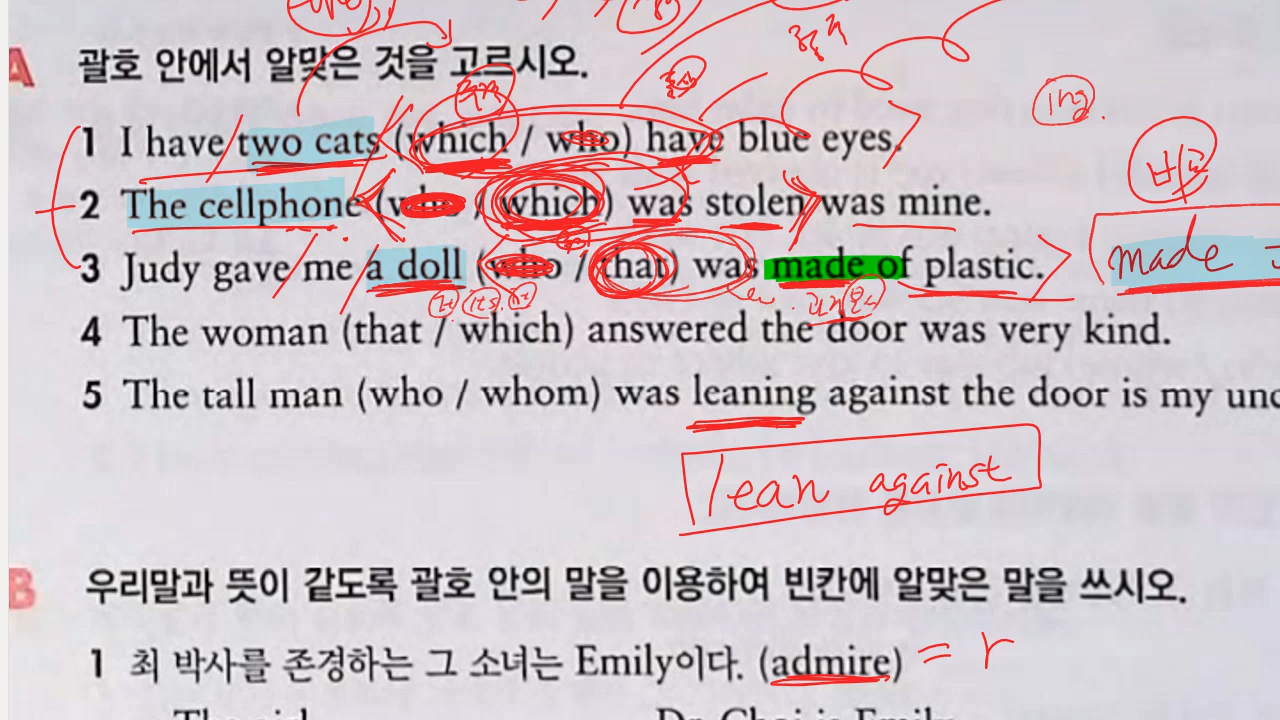 A 괄호 안에서 알맞은 것을 고르시오.
주격
동사
ing
1 I have two cats (which / who) have blue eyes.
2 The cellphone (who / which) was stolen was mine.
made
3 Judy gave me a doll (who / that) was made of plastic.
4 The woman (that / which) answered the door was very kind.
5 The tall man (who / whom) was leaning against the door is my unc
lean against
B 우리말과 뜻이 같도록 괄호 안의 말을 이용하여 빈칸에 알맞은 말을 쓰시오.
1 최 박사를 존경하는 그 소녀는 Emily이다. (admire) = r